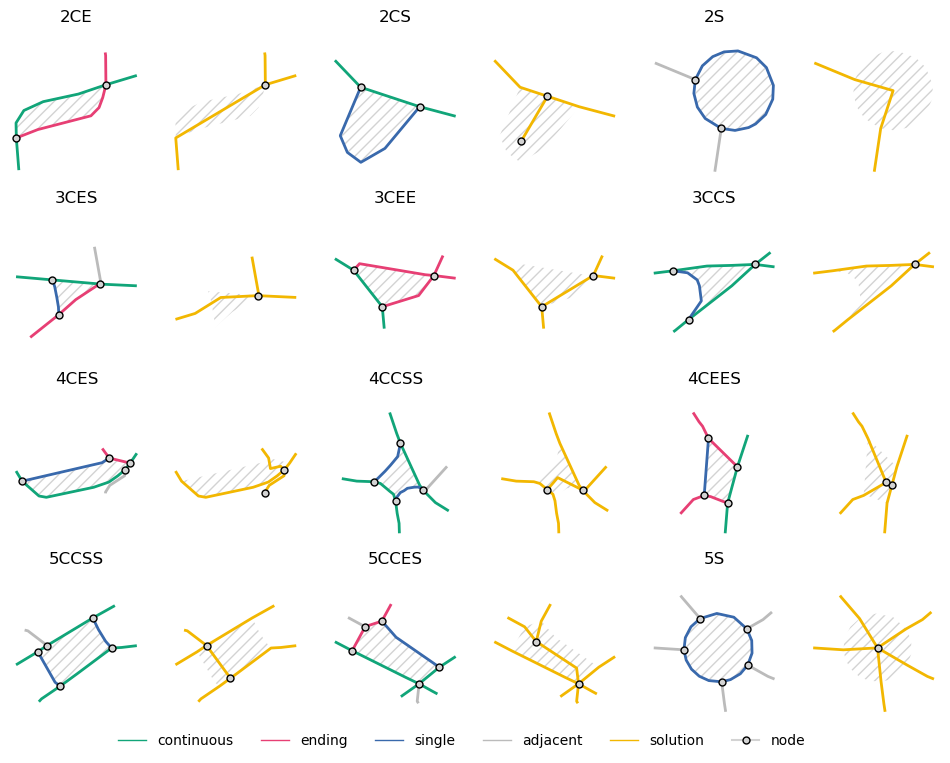 2CE 2CS 2S
3CES 3CEE 3CCS
4CES 4CCSS 4CEES
5CCSS 5CCES 5S
continuous ending single adjacent solution node